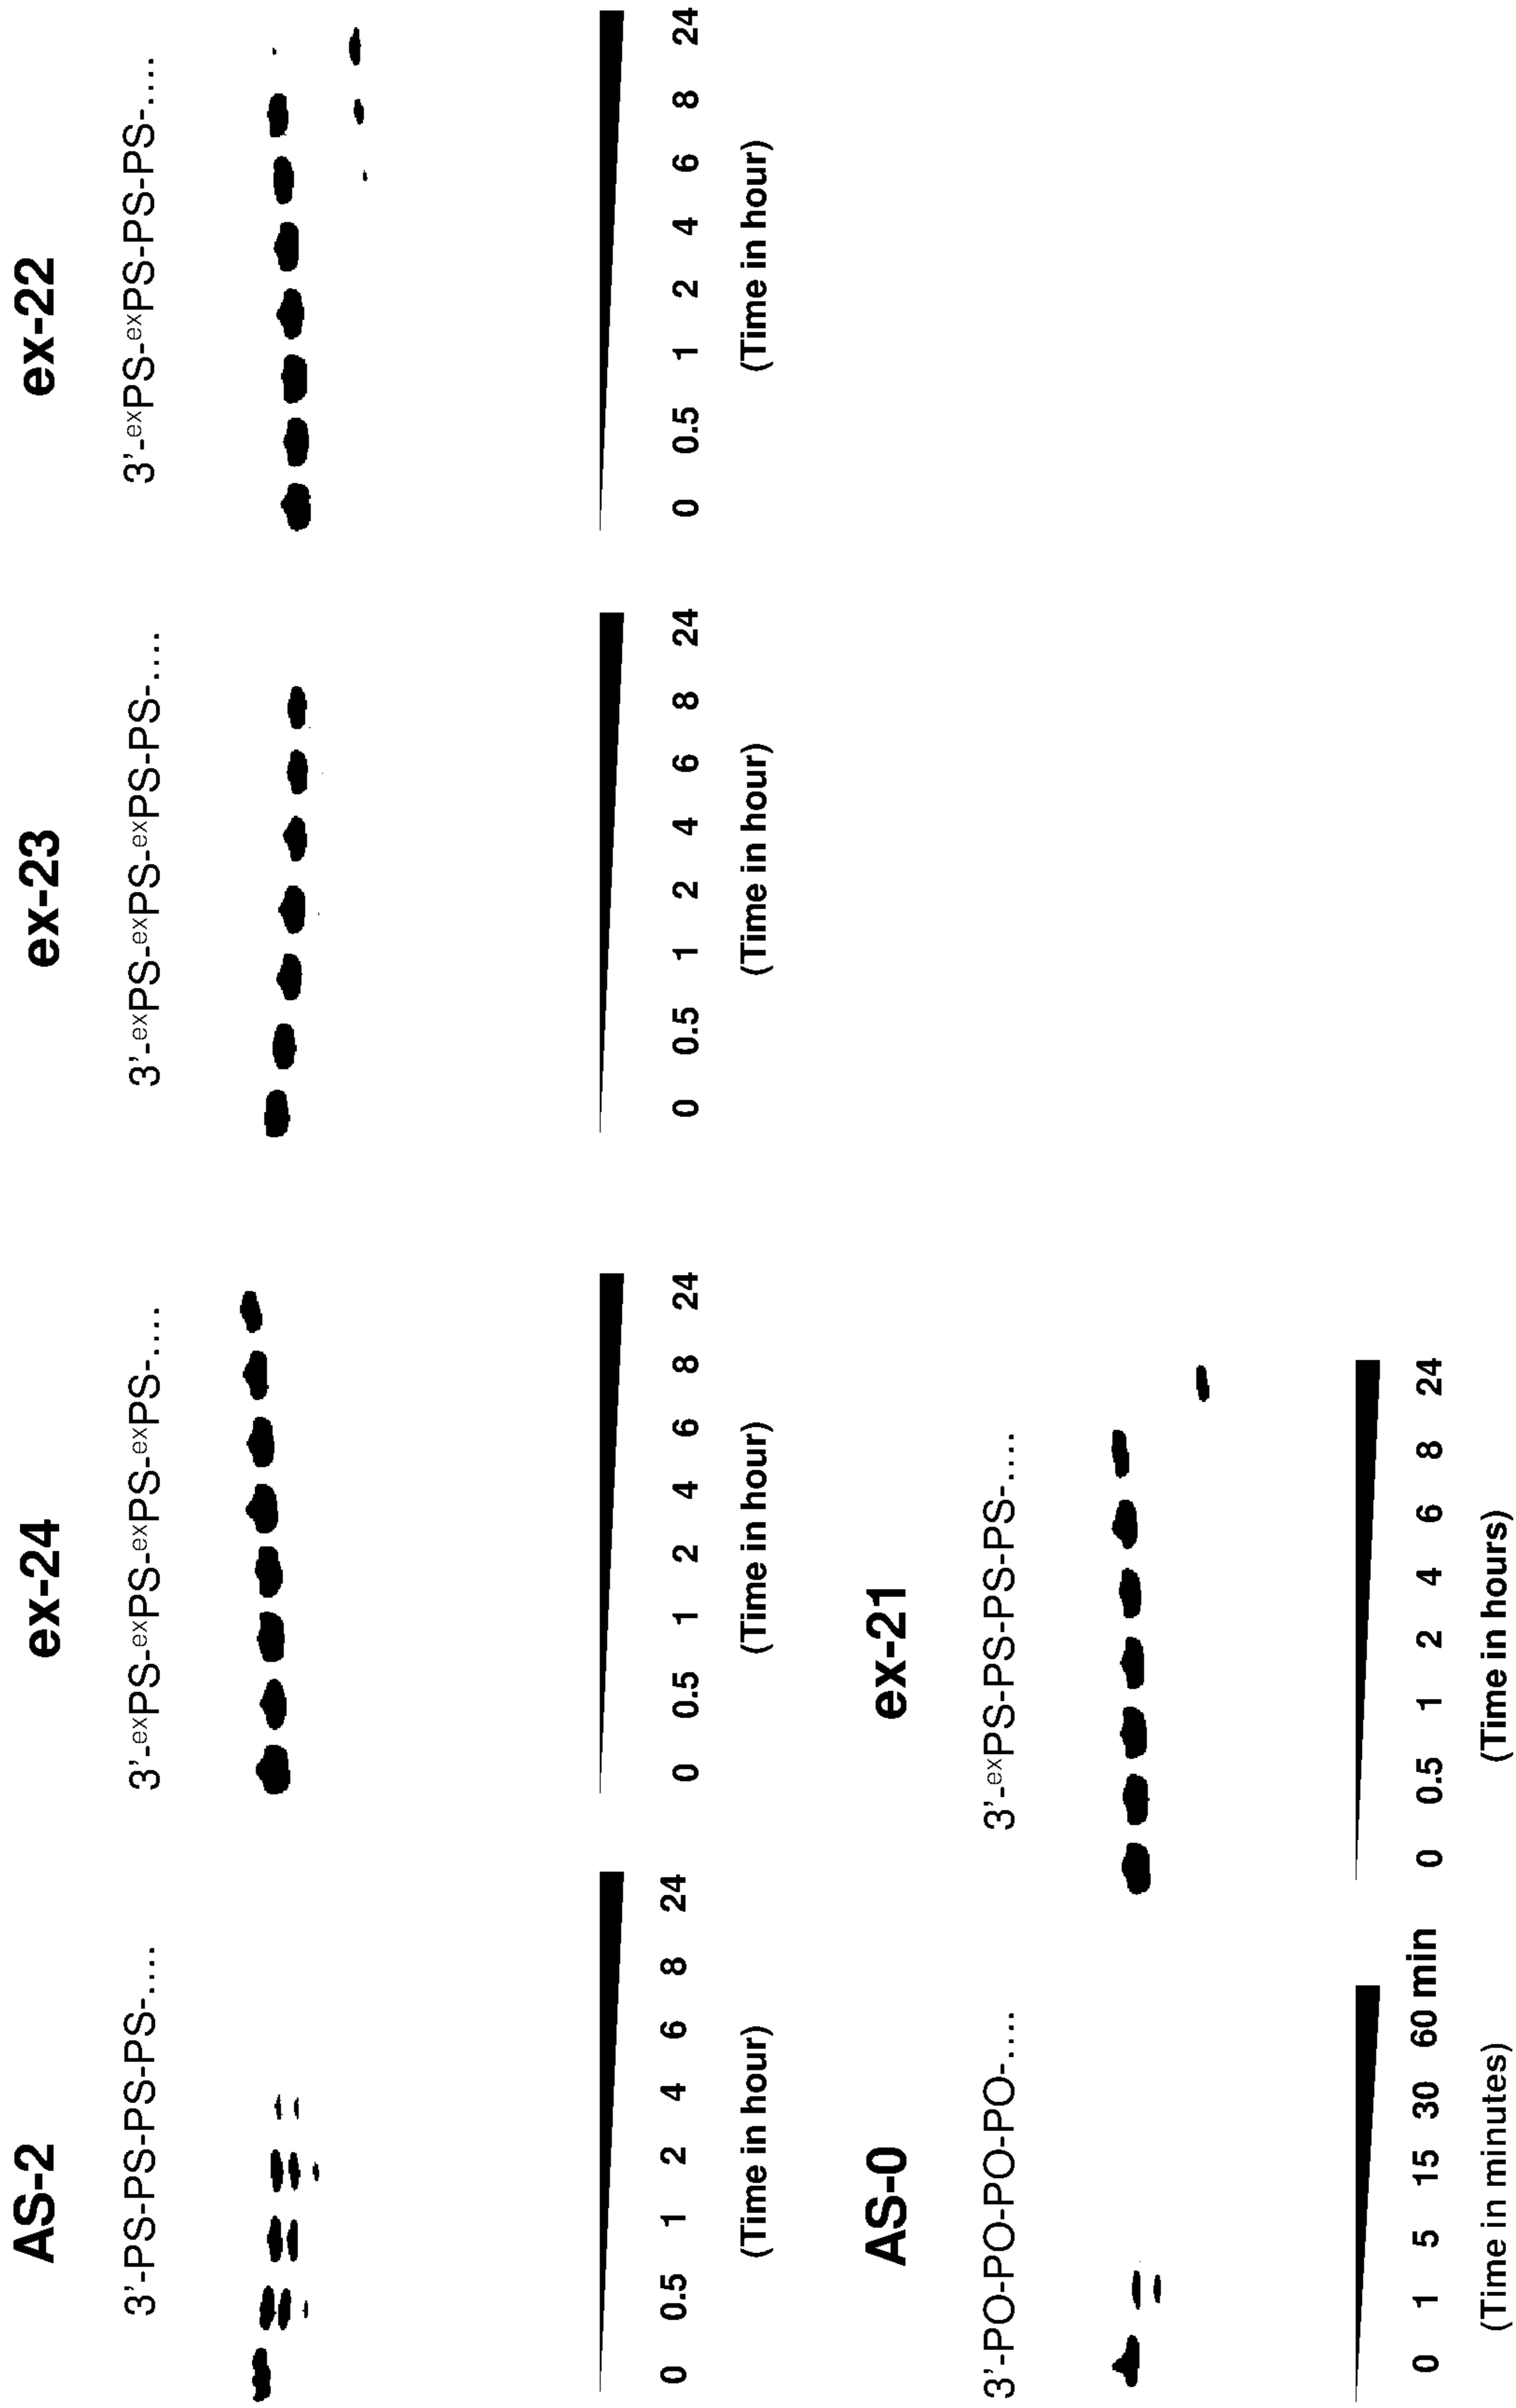 AS-2
3'-PS-PS-PS-PS-PS-....
0 0.5 1 2 4 6 8 24
(Time in hour)
ex-24
3'-exPS-exPS-exPS-exPS-....
0 0.5 1 2 4 6 8 24
(Time in hour)
ex-23
3'-exPS-exPS-exPS-PS-....
0 0.5 1 2 4 6 8 24
(Time in hour)
ex-22
3'-exPS-exPS-PS-PS-PS-....
0 0.5 1 2 4 6 8 24
(Time in hour)
AS-0
3'-PO-PO-PO-PO-PO-....
0 1 5 15 30 60 min
(Time in minutes)
ex-21
3'-exPS-PS-PS-PS-PS-....
0 0.5 1 2 4 6 8 24
(Time in hours)